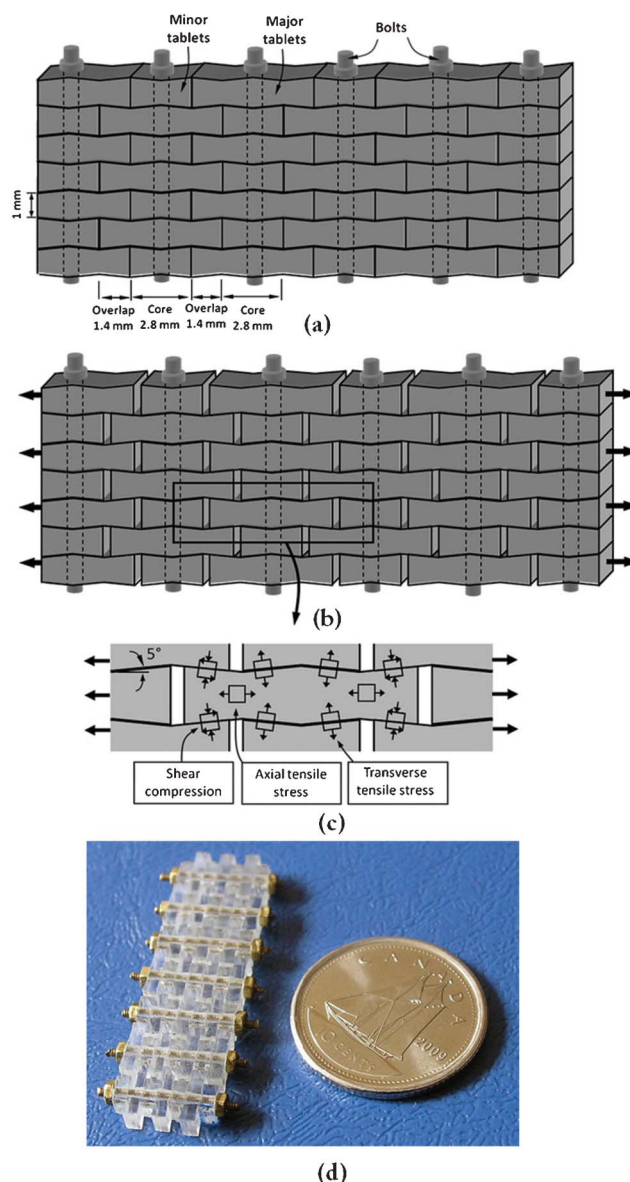 Minor
tablets
Major
tablets
Bolts
1 mm
Overlap
1.4 mm
Core
2.8 mm
Overlap
1.4 mm
Core
2.8 mm
(a)
(b)
5°
Shear
compression
Axial tensile
stress
Transverse
tensile stress
(c)
CANADA
10 CENTS
2009
(d)